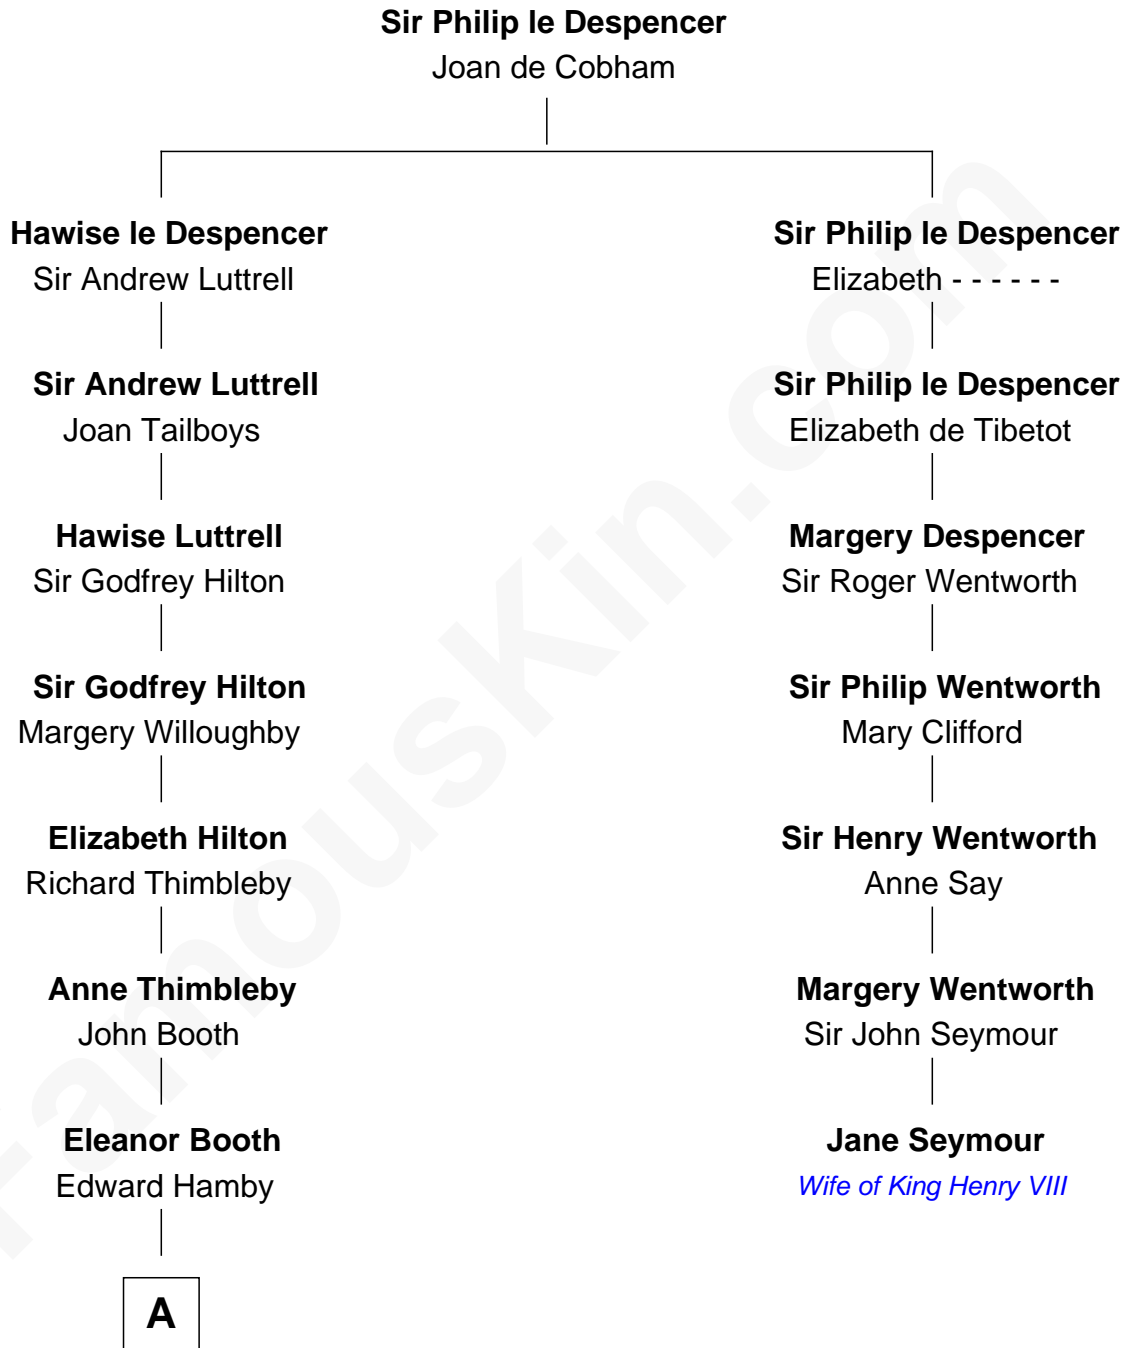 Sir Philip le Despencer
Joan de Cobham
Hawise le Despencer
Sir Andrew Luttrell
Sir Philip le Despencer
Elizabeth - - - - - -
Sir Andrew Luttrell
Joan Tailboys
Sir Philip le Despencer
Elizabeth de Tibetot
Hawise Luttrell
Sir Godfrey Hilton
Margery Despencer
Sir Roger Wentworth
Sir Godfrey Hilton
Margery Willoughby
Sir Philip Wentworth
Mary Clifford
Elizabeth Hilton
Richard Thimbleby
Sir Henry Wentworth
Anne Say
Anne Thimbleby
John Booth
Margery Wentworth
Sir John Seymour
Eleanor Booth
Edward Hamby
Jane Seymour
Wife of King Henry VIII
A
FamousKin.com